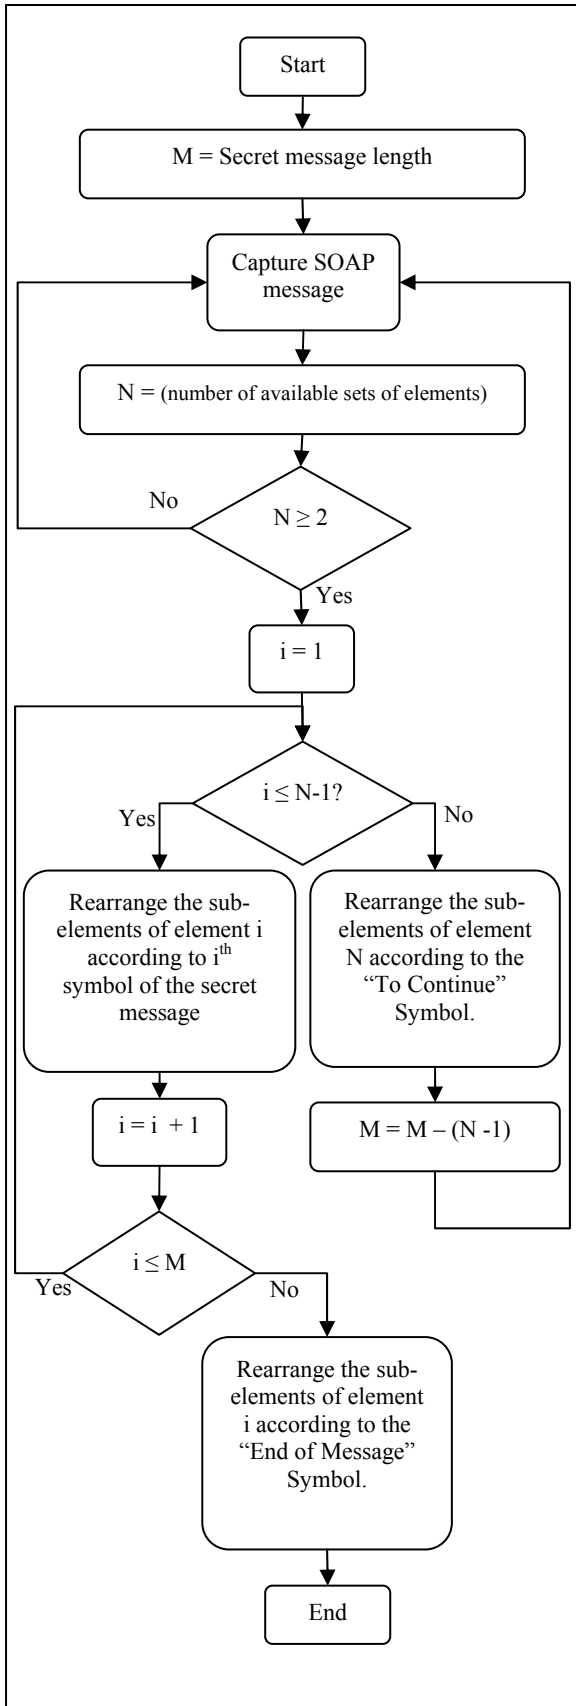 Start
M = Secret message length
Capture SOAP
message
N = (number of available sets of elements)
No
N ≥ 2
Yes
i = 1
i ≤ N-1?
Yes
No
Rearrange the sub-
elements of element i
according to iᵗʰ
symbol of the secret
message
Rearrange the sub-
elements of element
N according to the
“To Continue”
Symbol.
i = i + 1
M = M – (N -1)
i ≤ M
Yes
No
Rearrange the sub-
elements of element
i according to the
“End of Message”
Symbol.
End